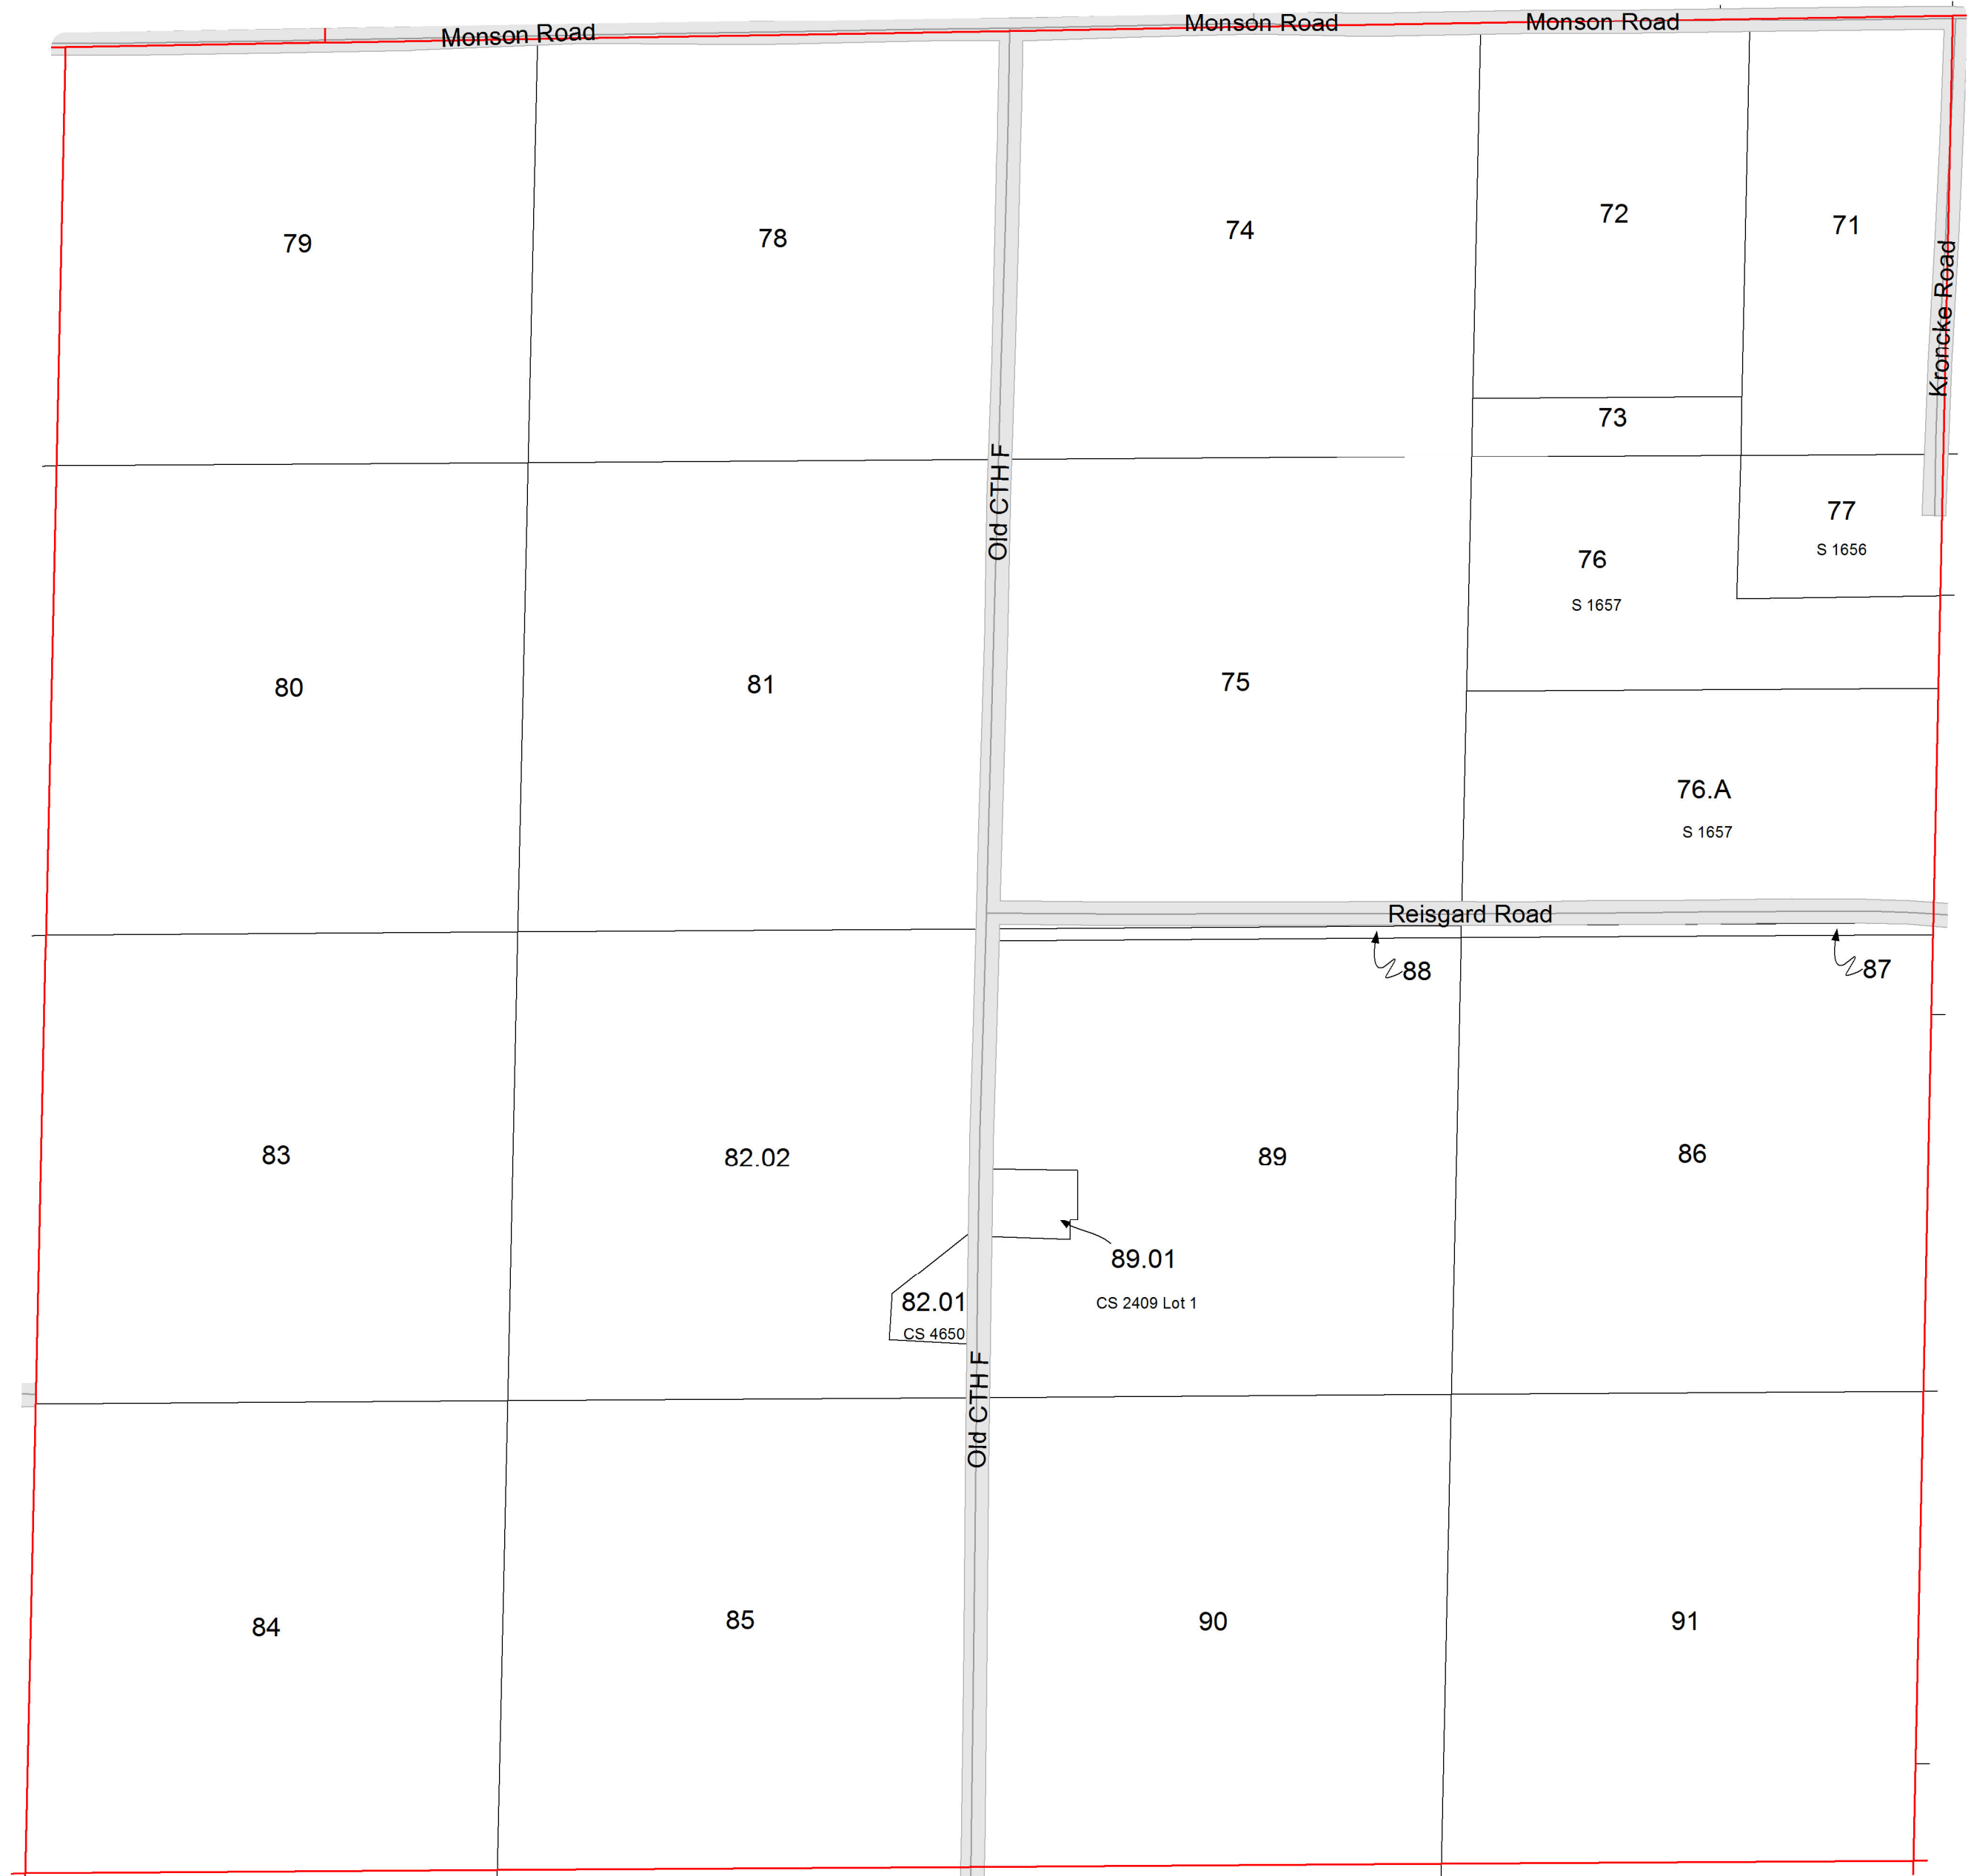 Monson Road
Monson Road
Monson Road
79
78
74
72
71
Kroncke Road
73
Old CTH F
77
S 1656
76
S 1657
80
81
75
76.A
S 1657
Reisgard Road
88
87
83
82.02
89
86
89.01
CS 2409 Lot 1
82.01
CS 4650
Old CTH F
84
85
90
91